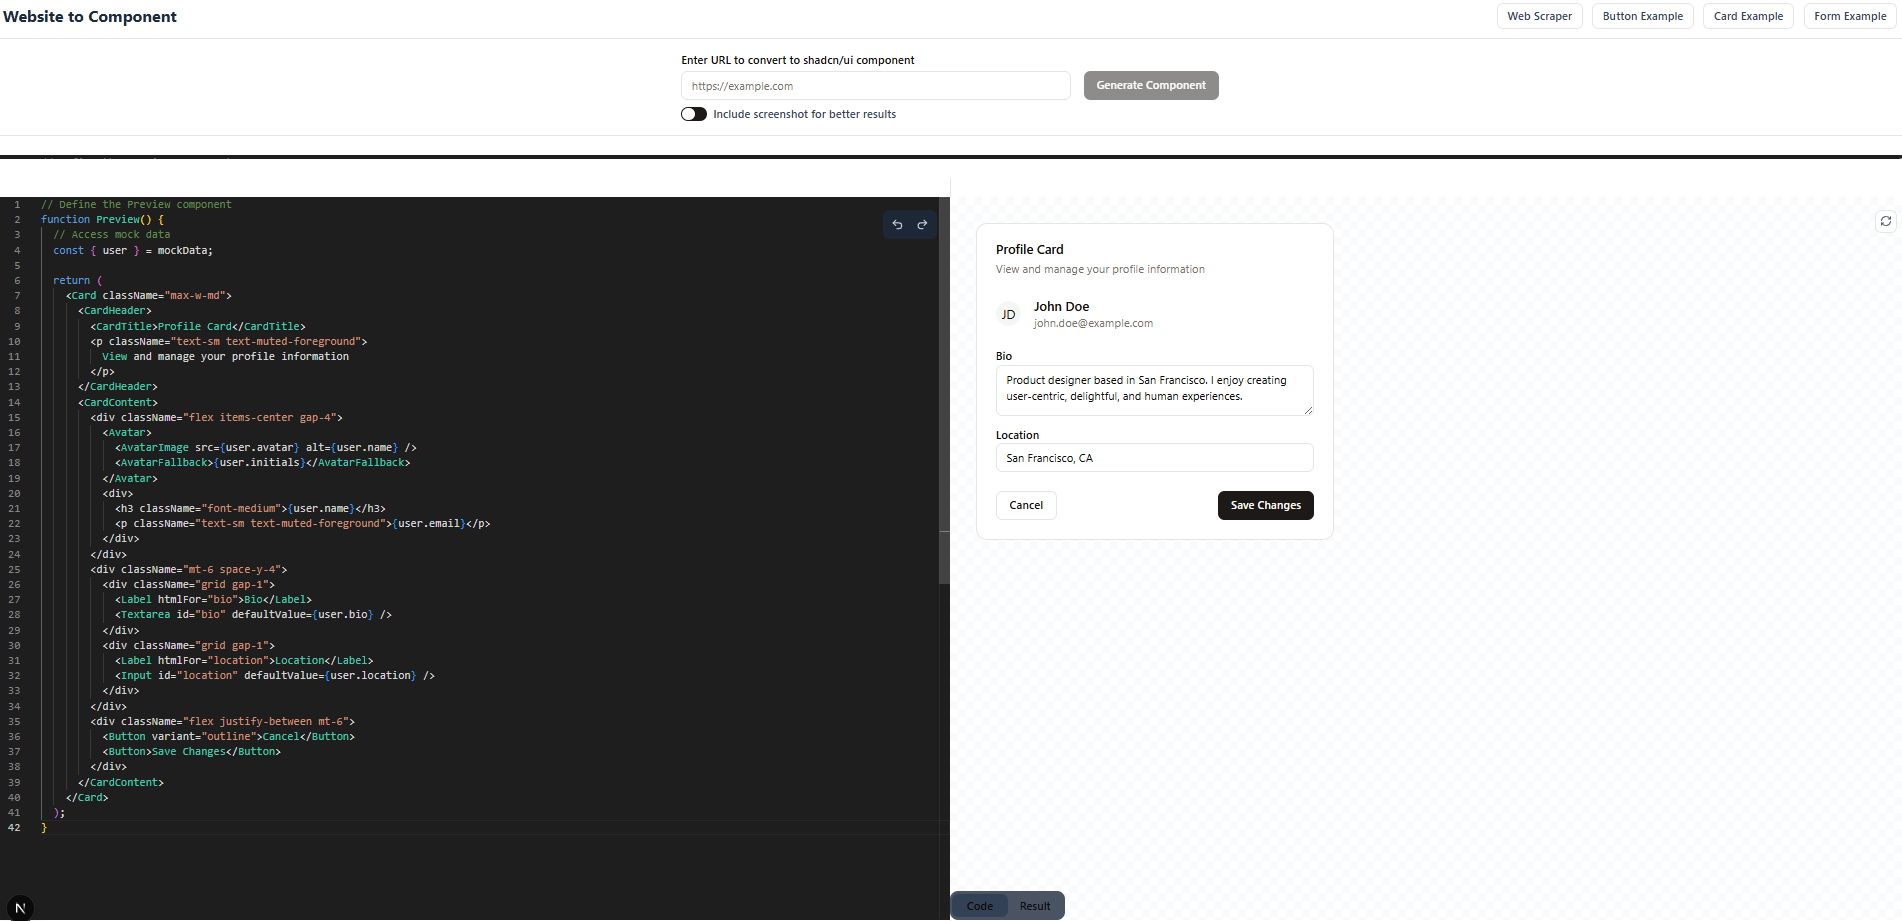 Website to Component
Web Scraper
Button Example
Card Example
Form Example
Enter URL to convert to shadcn/ui component
https://example.com
Generate Component
Include screenshot for better results
1 // Define the Preview component
2 function Preview() {
3 // Access mock data
4 const { user } = mockData;
5
6 return (
7 <Card className="max-w-md">
8 <CardHeader>
9 <CardTitle>Profile Card</CardTitle>
10 <p className="text-sm text-muted-foreground">
11 View and manage your profile information
12 </p>
13 </CardHeader>
14 <CardContent>
15 <div className="flex items-center gap-4">
16 <Avatar>
17 <AvatarImage src={user.avatar} alt={user.name} />
18 <AvatarFallback>{user.initials}</AvatarFallback>
19 </Avatar>
20 <div>
21 <h3 className="font-medium">{user.name}</h3>
22 <p className="text-sm text-muted-foreground">{user.email}</p>
23 </div>
24 </div>
25 <div className="mt-6 space-y-4">
26 <div className="grid gap-1">
27 <Label htmlFor="bio">Bio</Label>
28 <Textarea id="bio" defaultValue={user.bio} />
29 </div>
30 <div className="grid gap-1">
31 <Label htmlFor="location">Location</Label>
32 <Input id="location" defaultValue={user.location} />
33 </div>
34 </div>
35 <div className="flex justify-between mt-6">
36 <Button variant="outline">Cancel</Button>
37 <Button>Save Changes</Button>
38 </div>
39 </CardContent>
40 </Card>
41 );
42 }
Profile Card
View and manage your profile information
JD
John Doe
john.doe@example.com
Bio
Product designer based in San Francisco. I enjoy creating
user-centric, delightful, and human experiences.
Location
San Francisco, CA
Cancel
Save Changes
N
Code
Result